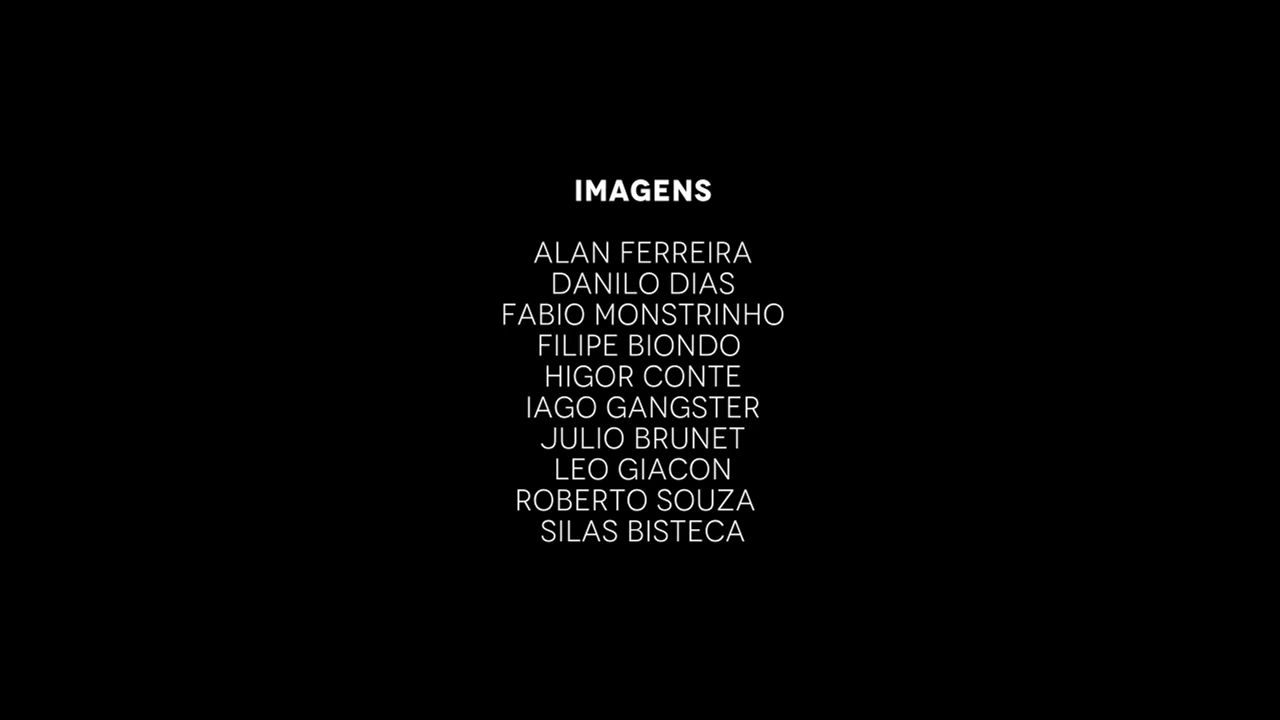 IMAGENS
ALAN FERREIRA
DANILO DIAS
FABIO MONSTRINHO
FILIPE BIONDO
HIGOR CONTE
IAGO GANGSTER
JULIO BRUNET
LEO GIACON
ROBERTO SOUZA
SILAS BISTECA